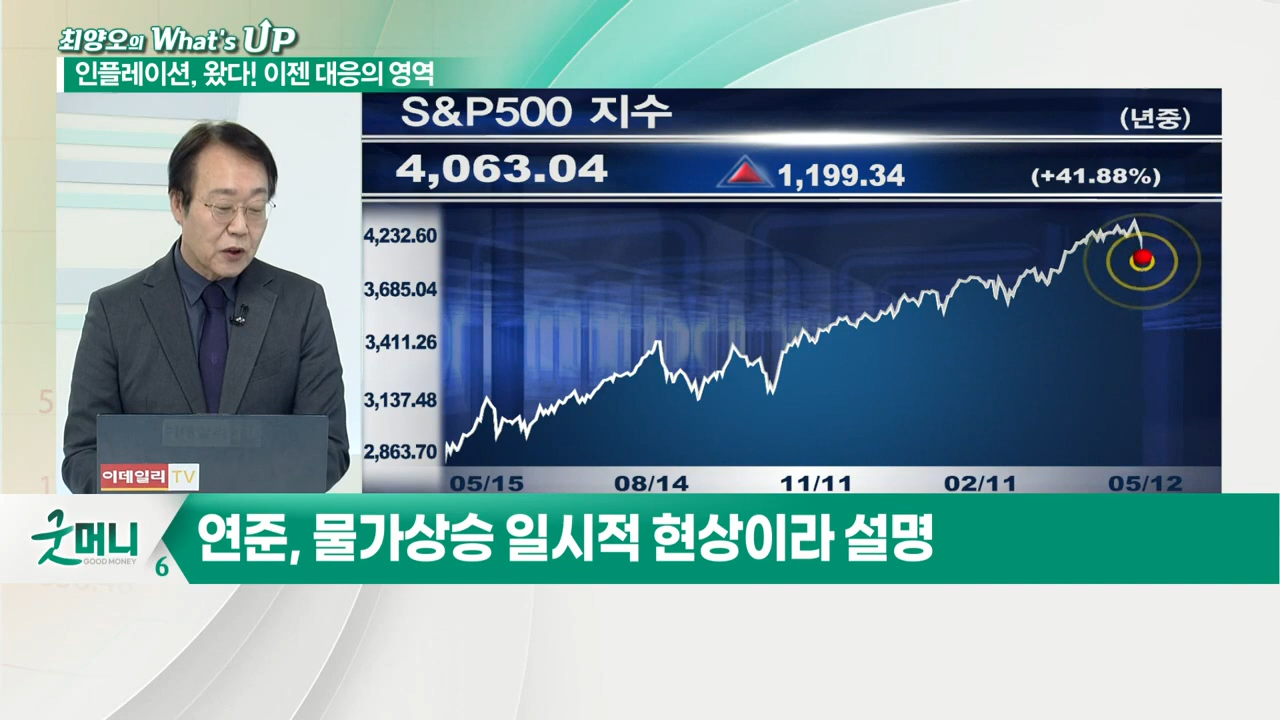 최양오의 What's UP
인플레이션, 왔다! 이젠 대응의 영역
S&P500 지수
(년중)
4,063.04
1,199.34
(+41.88%)
4,232.60
3,685.04
3,411.26
3,137.48
2,863.70
05/15 08/14 11/11 02/11 05/12
이데일리 TV
굿머니
GOOD MONEY
6
연준, 물가상승 일시적 현상이라 설명